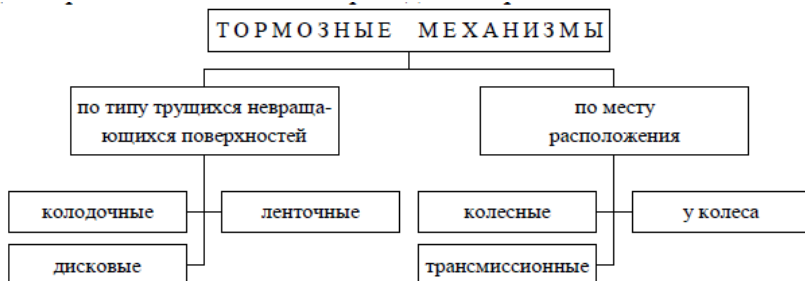 ТОРМОЗНЫЕ МЕХАНИЗМЫ
по типу трущихся невраща-
ющихся поверхностей
по месту
расположения
колодочные
ленточные
колесные
у колеса
дисковые
трансмиссионные